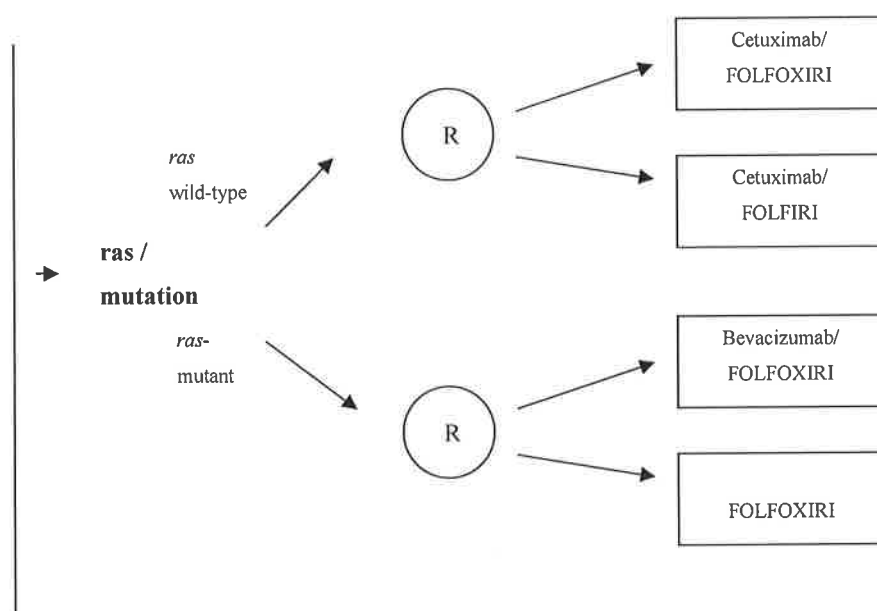 Cetuximab/
FOLFOXIRI
R
ras
wild-type
Cetuximab/
FOLFIRI
ras /
mutation
ras-
mutant
Bevacizumab/
FOLFOXIRI
R
FOLFOXIRI